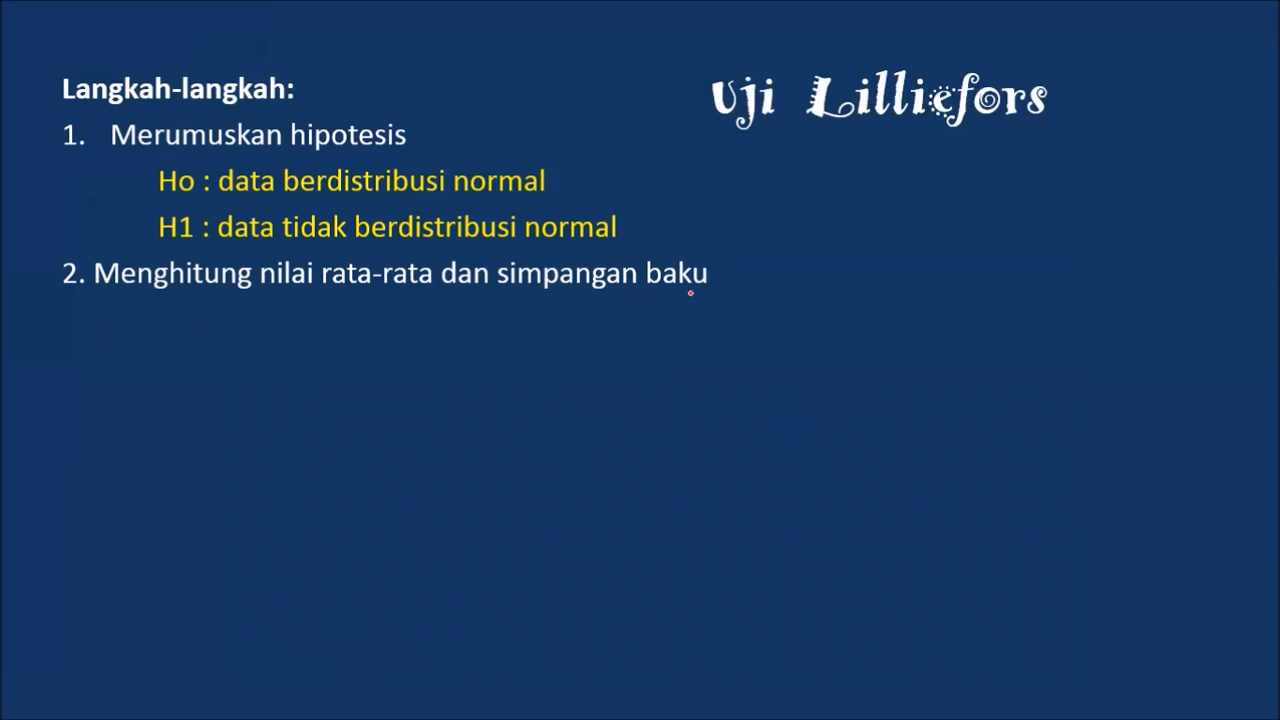 Uji Lilliefors
Langkah-langkah:
1. Merumuskan hipotesis
Ho : data berdistribusi normal
H1 : data tidak berdistribusi normal
2. Menghitung nilai rata-rata dan simpangan baku